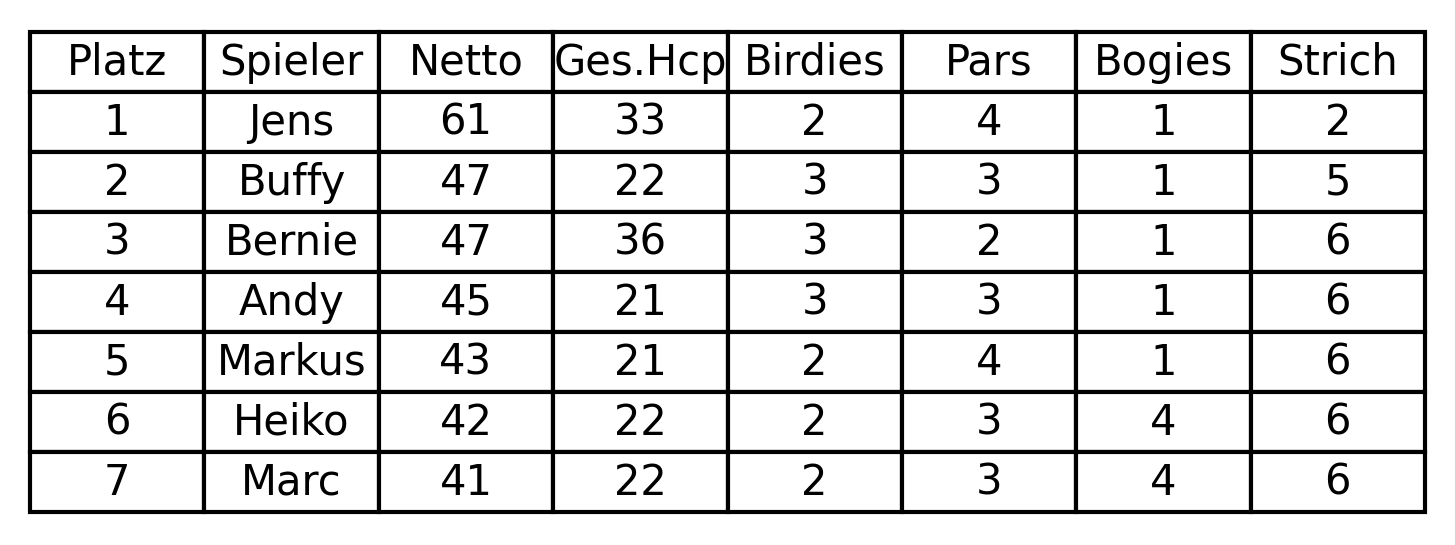 Platz Spieler Netto Ges.Hcp Birdies Pars Bogies Strich
1 Jens 61 33 2 4 1 2
2 Buffy 47 22 3 3 1 5
3 Bernie 47 36 3 2 1 6
4 Andy 45 21 3 3 1 6
5 Markus 43 21 2 4 1 6
6 Heiko 42 22 2 3 4 6
7 Marc 41 22 2 3 4 6